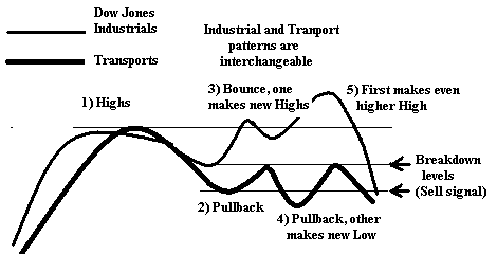 Dow Jones
Industrials
Transports
Industrial and Tranport
patterns are
interchangeable
1) Highs
3) Bounce, one
makes new Highs
5) First makes even
higher High
2) Pullback
4) Pullback, other
makes new Low
Breakdown
levels
(Sell signal)